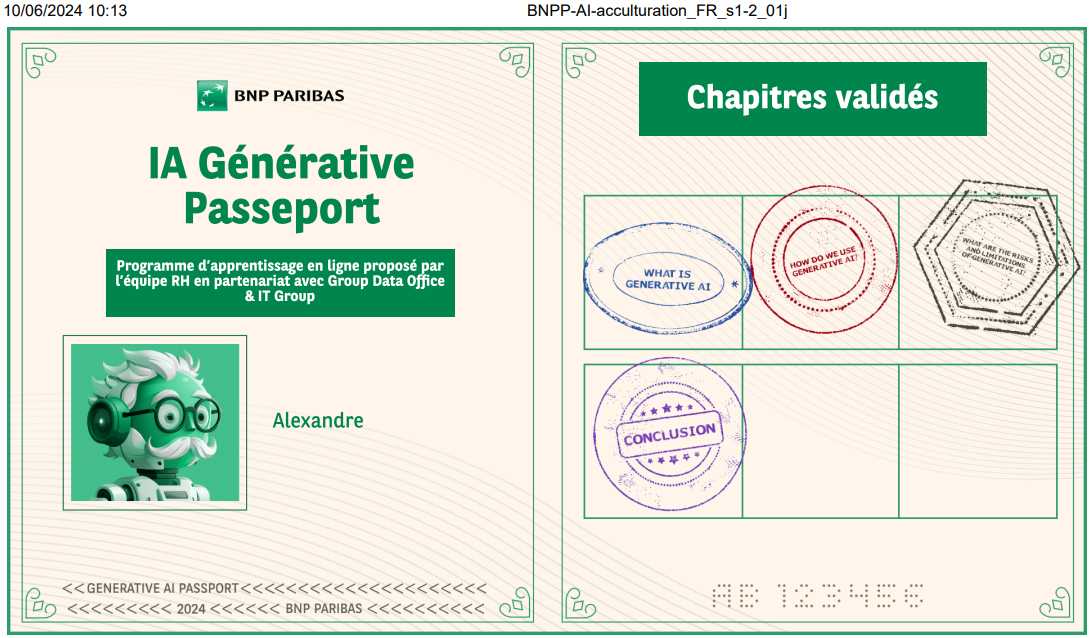 10/06/2024 10:13
BNPP-AI-acculturation_FR_s1-2_01j
BNP PARIBAS
IA Générative
Passeport
Programme d'apprentissage en ligne proposé par
l'équipe RH en partenariat avec Group Data Office
& IT Group
Alexandre
<<GENERATIVE AI PASSPORT<<<<<<<<<<<<<<<<<<<<<<
<<<<<<<<< 2024 <<<<<< BNP PARIBAS <<<<<<<<<<
Chapitres validés
WHAT IS
GENERATIVE AI
*
HOW DO WE USE
GENERATIVE AI?
WHAT ARE THE RISKS
AND LIMITATIONS
OF GENERATIVE AI?
CONCLUSION
AB 123456